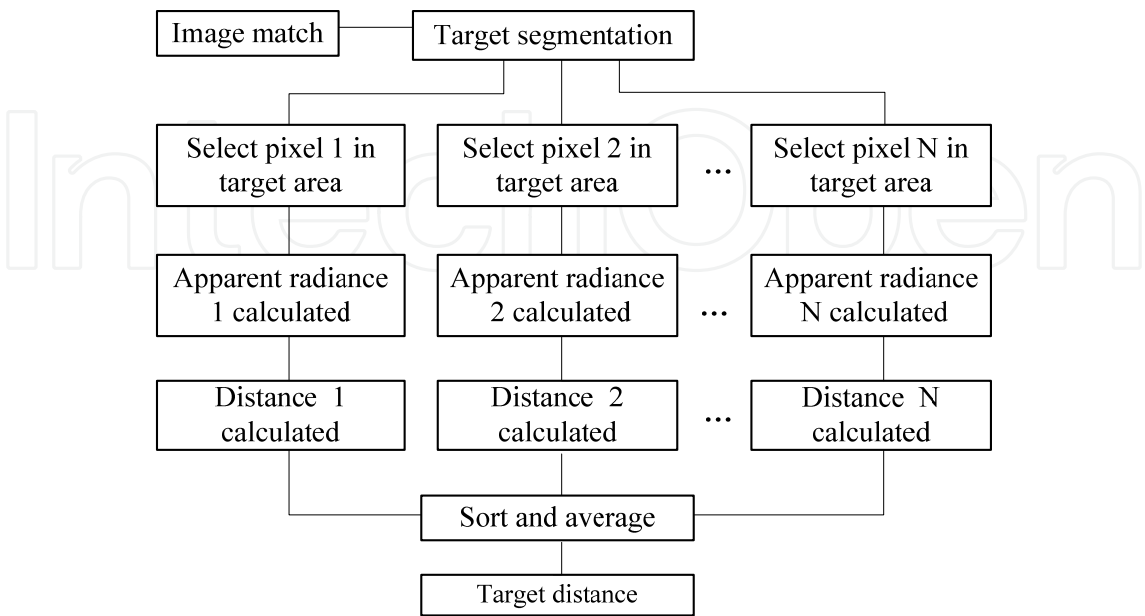 Image match
Target segmentation
Select pixel 1 in
target area
Select pixel 2 in
target area
...
Select pixel N in
target area
Apparent radiance
1 calculated
Apparent radiance
2 calculated
...
Apparent radiance
N calculated
Distance 1
calculated
Distance 2
calculated
...
Distance N
calculated
Sort and average
Target distance
IntechOpen